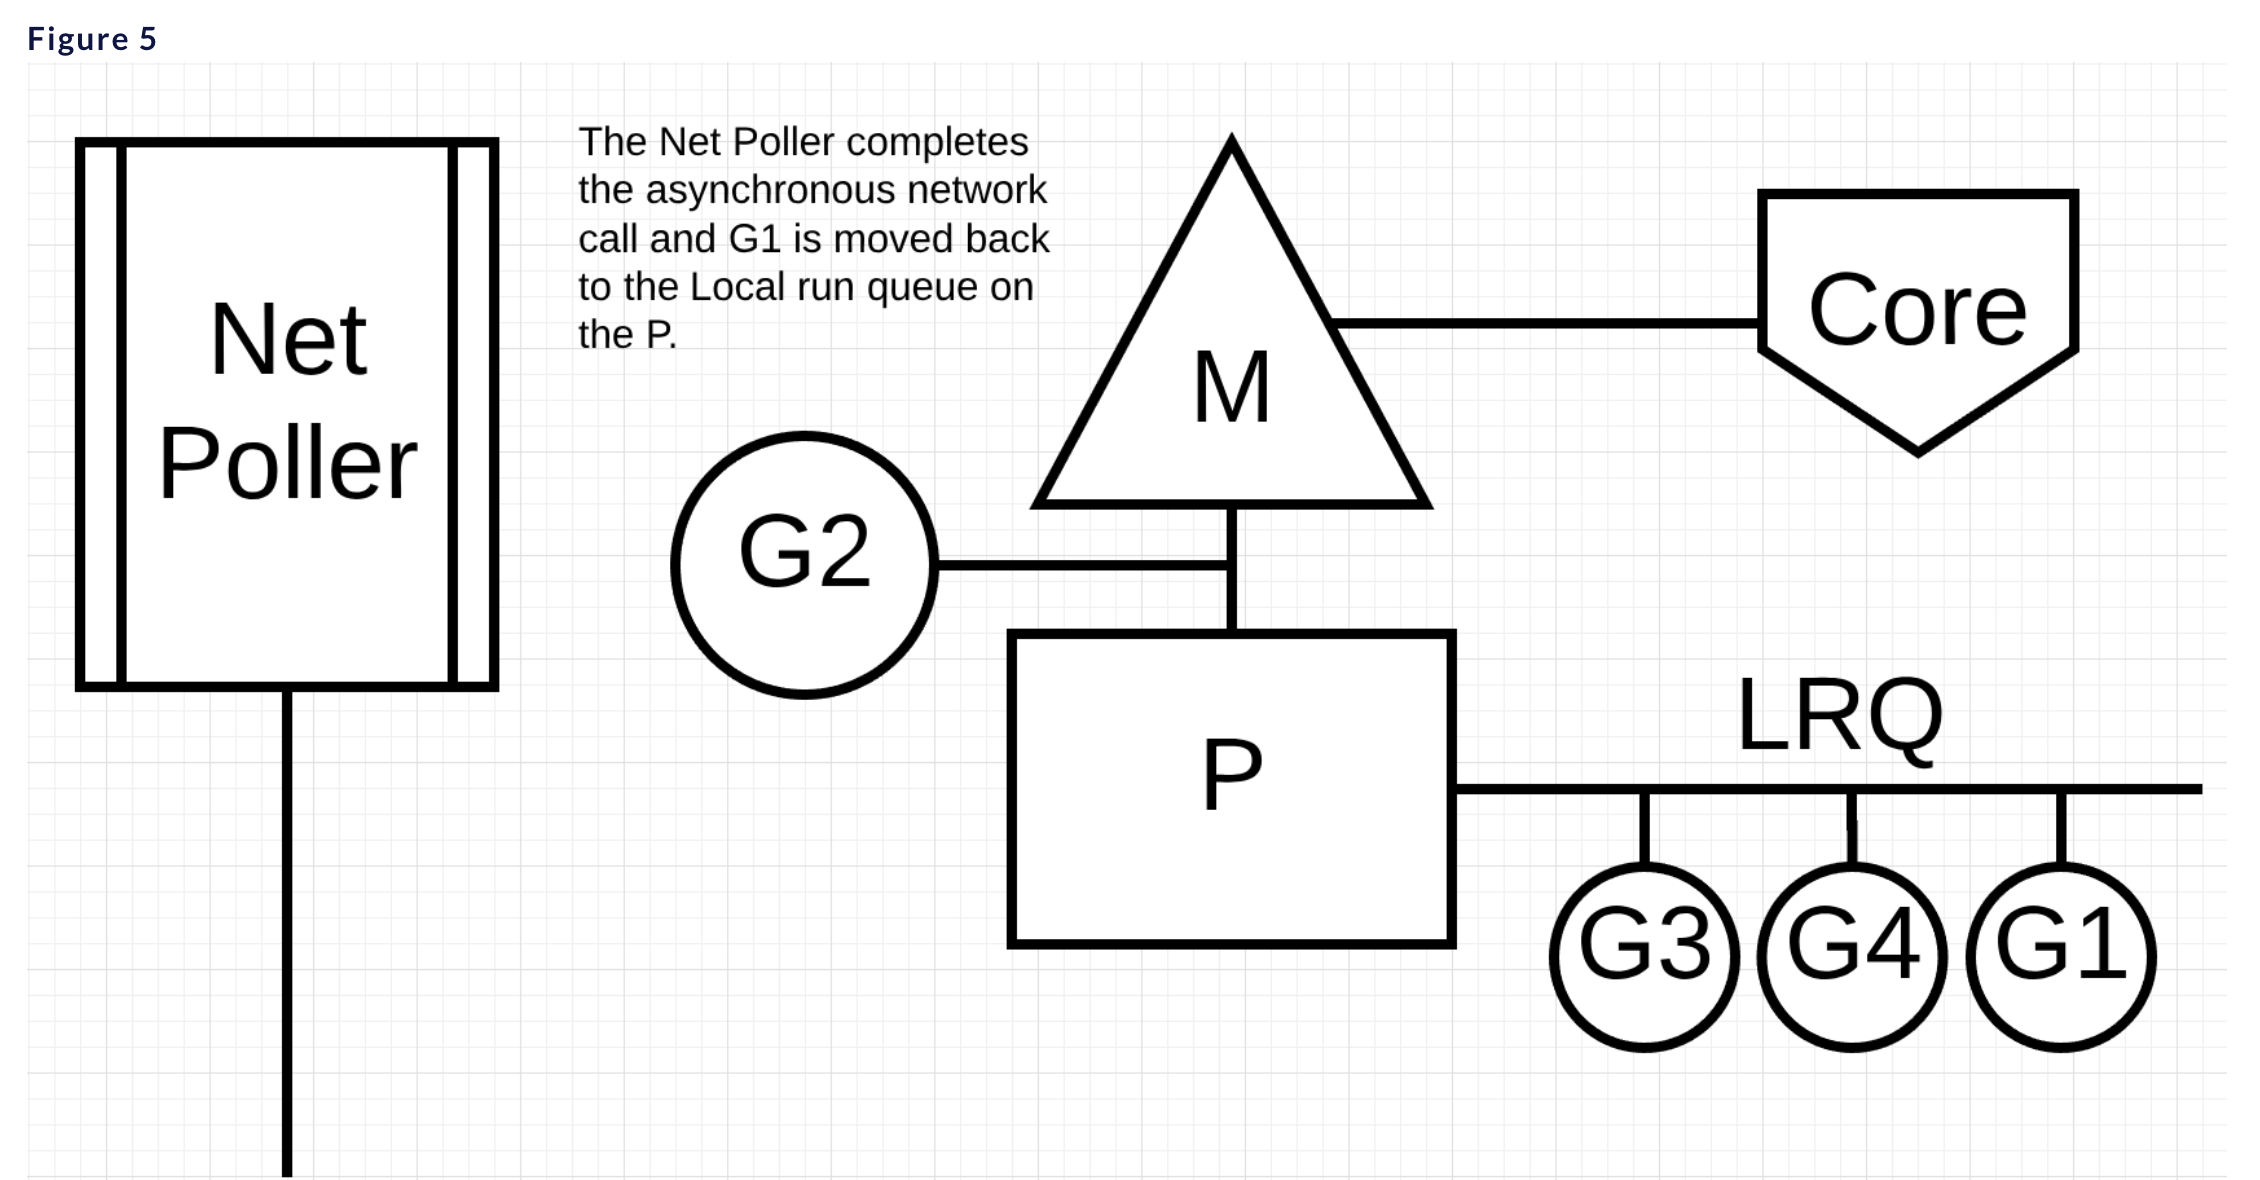 Figure 5
The Net Poller completes
the asynchronous network
call and G1 is moved back
to the Local run queue on
the P.
Net
Poller
M
Core
G2
P
LRQ
G3
G4
G1